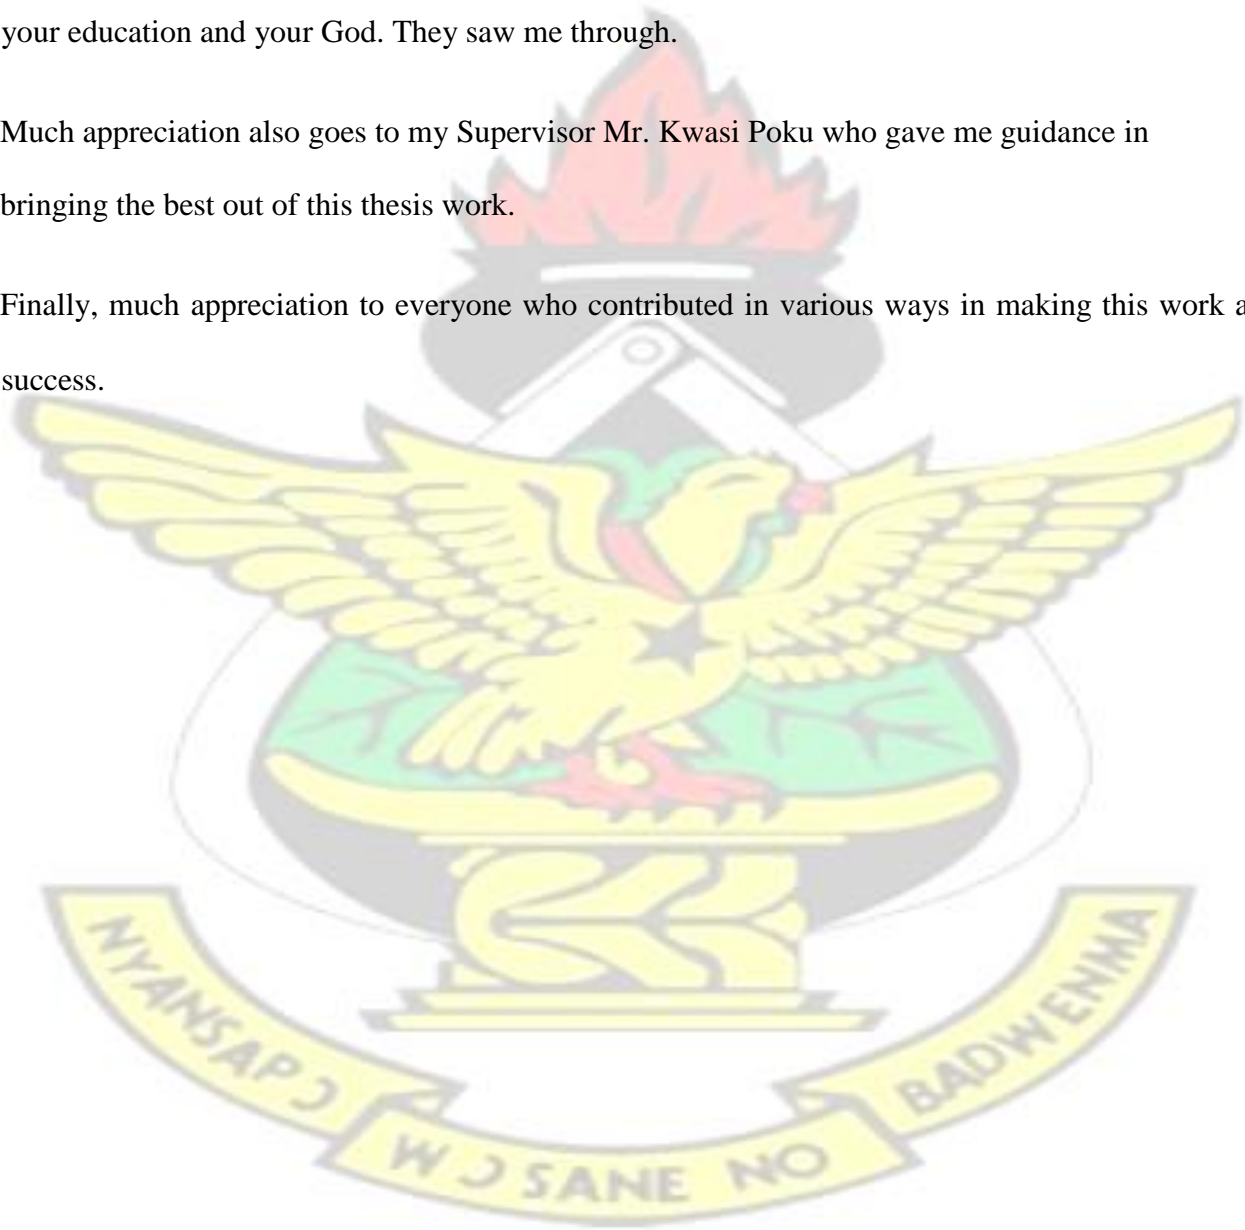 your education and your God. They saw me through.
Much appreciation also goes to my Supervisor Mr. Kwasi Poku who gave me guidance in
bringing the best out of this thesis work.
Finally, much appreciation to everyone who contributed in various ways in making this work a
success.
NYANSAPƆ
WƆSANE NO
BADWENMA